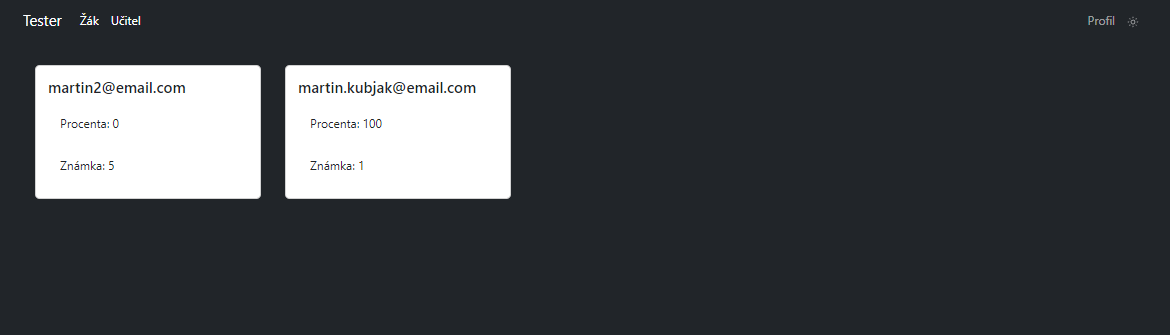 Tester Žák Učitel Profil
martin2@email.com
Procenta: 0
Známka: 5
martin.kubjak@email.com
Procenta: 100
Známka: 1